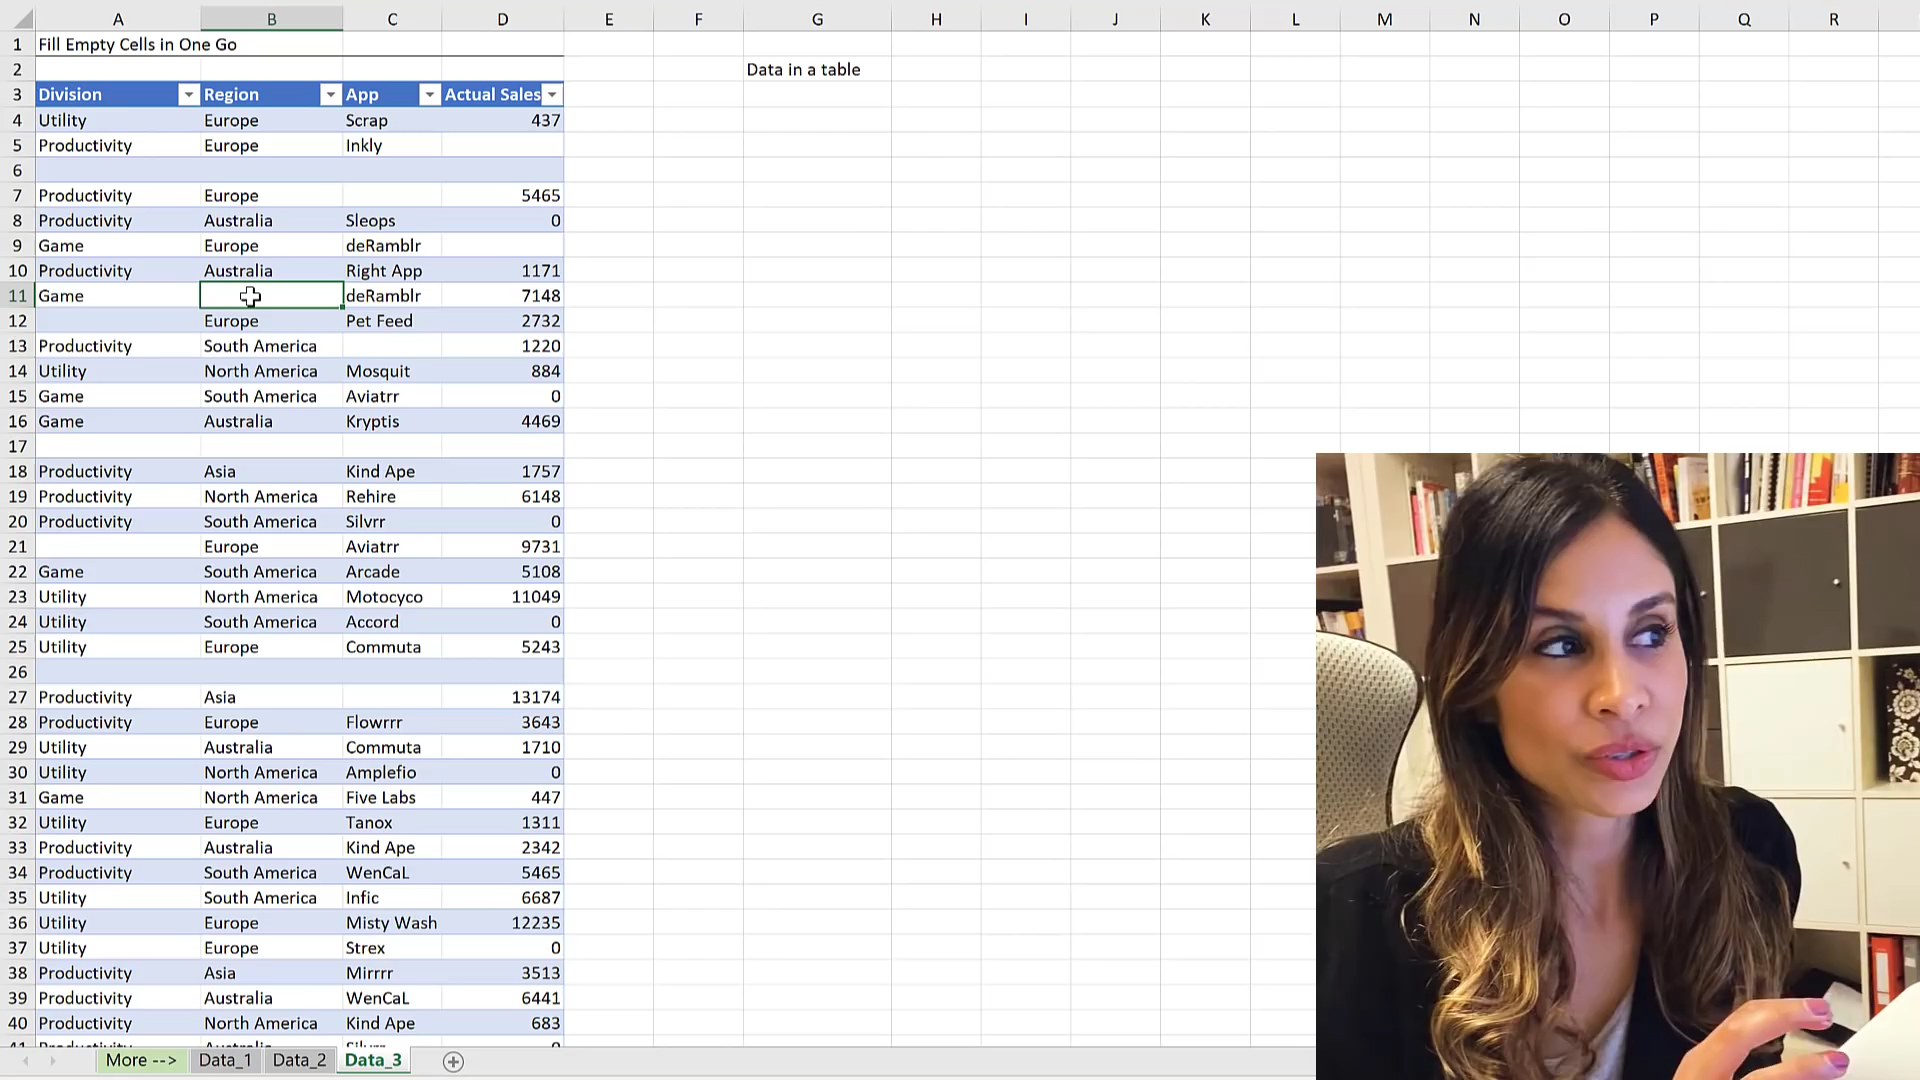 A B C D E F G H I J K L M N O P Q R
1 Fill Empty Cells in One Go
2 Data in a table
3 Division Region App Actual Sales
4 Utility Europe Scrap 437
5 Productivity Europe Inkly
6
7 Productivity Europe 5465
8 Productivity Australia Sleops 0
9 Game Europe deRamblr
10 Productivity Australia Right App 1171
11 Game deRamblr 7148
12 Europe Pet Feed 2732
13 Productivity South America 1220
14 Utility North America Mosquit 884
15 Game South America Aviatrr 0
16 Game Australia Kryptis 4469
17
18 Productivity Asia Kind Ape 1757
19 Productivity North America Rehire 6148
20 Productivity South America Silvrr 0
21 Europe Aviatrr 9731
22 Game South America Arcade 5108
23 Utility North America Motocyco 11049
24 Utility South America Accord 0
25 Utility Europe Commuta 5243
26
27 Productivity Asia 13174
28 Productivity Europe Flowrrr 3643
29 Utility Australia Commuta 1710
30 Utility North America Amplefio 0
31 Game North America Five Labs 447
32 Utility Europe Tanox 1311
33 Productivity Australia Kind Ape 2342
34 Productivity South America WenCaL 5465
35 Utility South America Infic 6687
36 Utility Europe Misty Wash 12235
37 Utility Europe Strex 0
38 Productivity Asia Mirrrr 3513
39 Productivity Australia WenCaL 6441
40 Productivity North America Kind Ape 683
More --> Data_1 Data_2 Data_3